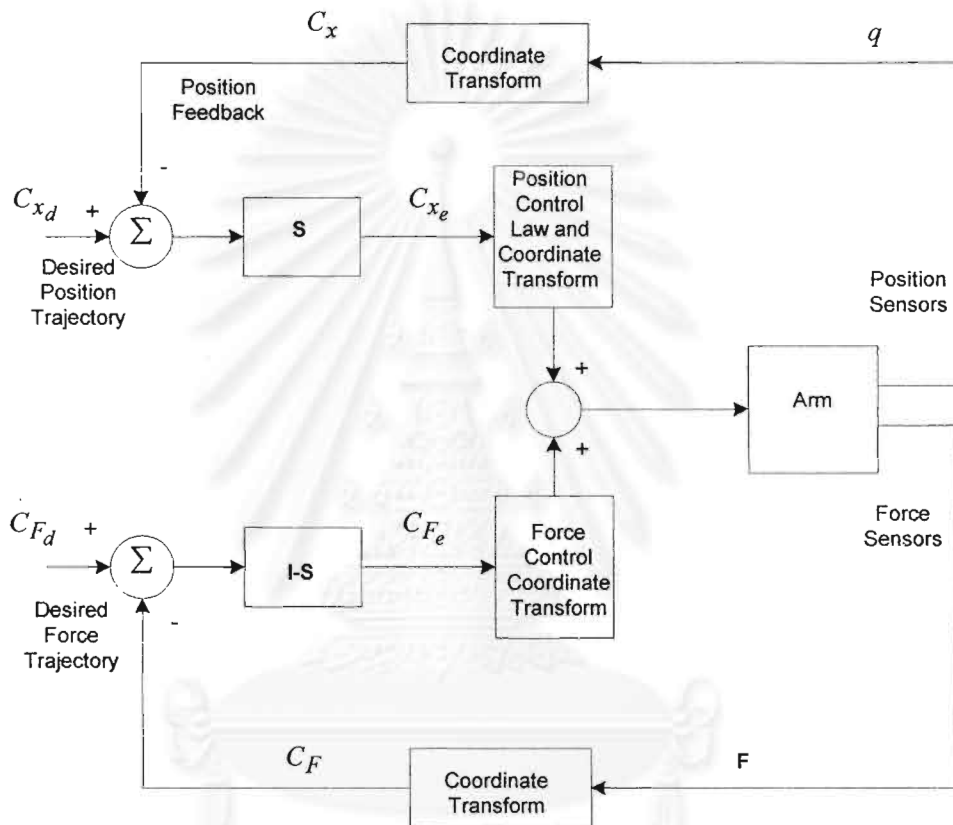 C_x
Coordinate
Transform
q
Position
Feedback
-
C_{x_d}
+
Σ
S
C_{x_e}
Position
Control
Law and
Coordinate
Transform
Desired
Position
Trajectory
Position
Sensors
+
Arm
+
C_{F_d}
+
Σ
I-S
C_{F_e}
Force
Control
Coordinate
Transform
Force
Sensors
Desired
Force
Trajectory
-
C_F
Coordinate
Transform
F